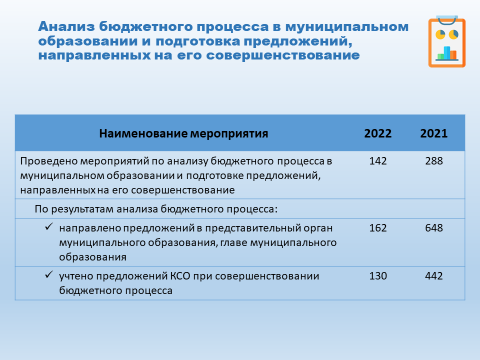 Анализ бюджетного процесса в муниципальном
образовании и подготовка предложений,
направленных на его совершенствование
Наименование мероприятия 2022 2021
Проведено мероприятий по анализу бюджетного процесса в 142 288
муниципальном образовании и подготовке предложений,
направленных на его совершенствование
По результатам анализа бюджетного процесса:
✓ направлено предложений в представительный орган 162 648
муниципального образования, главе муниципального
образования
✓ учтено предложений КСО при совершенствовании 130 442
бюджетного процесса